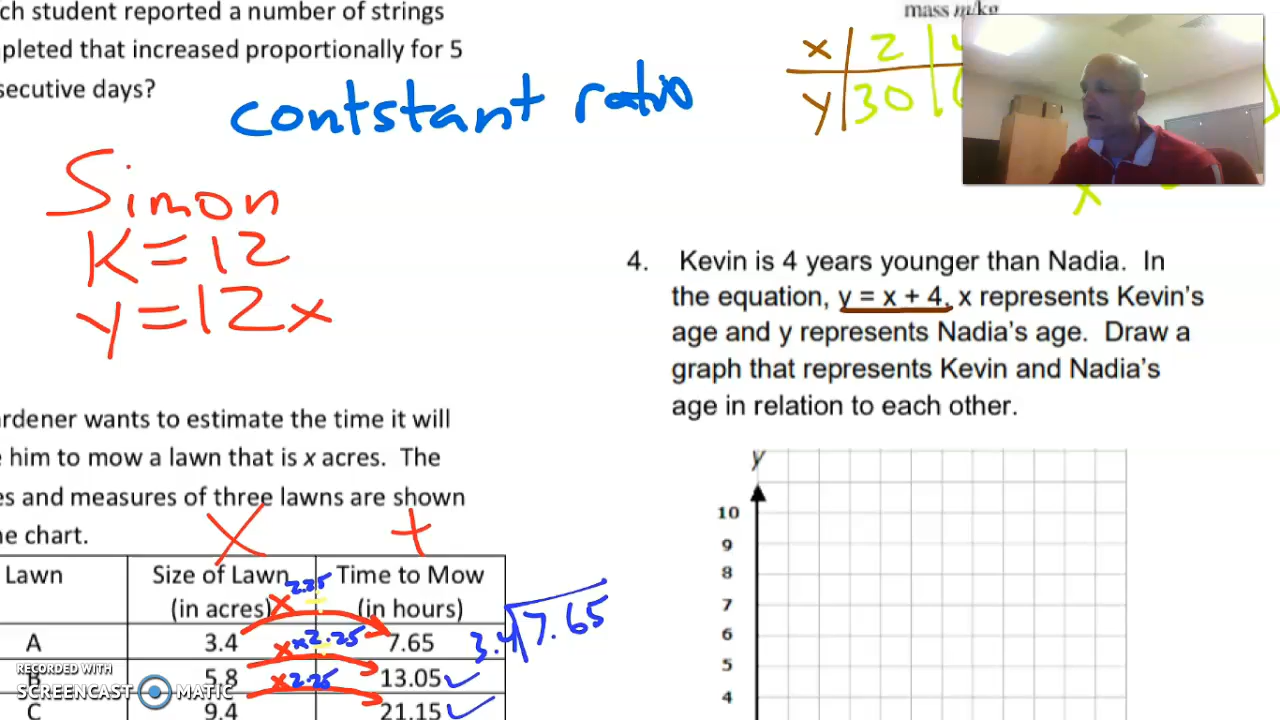 ch student reported a number of strings
pleted that increased proportionally for 5
secutive days?
contstant ratio
Simon
K=12
y=12x
ardener wants to estimate the time it will
e him to mow a lawn that is x acres. The
es and measures of three lawns are shown
e chart.
x t
Lawn Size of Lawn (in acres) Time to Mow (in hours)
x 2.25
A 3.4 x 2.25 7.65
B 5.8 x 2.25 13.05
C 9.4 21.15
3.4 7.65
RECORDED WITH
SCREENCAST MATIC
mass m/kg
x 2
y 30
x
4. Kevin is 4 years younger than Nadia. In
the equation, y = x + 4, x represents Kevin's
age and y represents Nadia's age. Draw a
graph that represents Kevin and Nadia's
age in relation to each other.
y
10
9
8
7
6
5
4